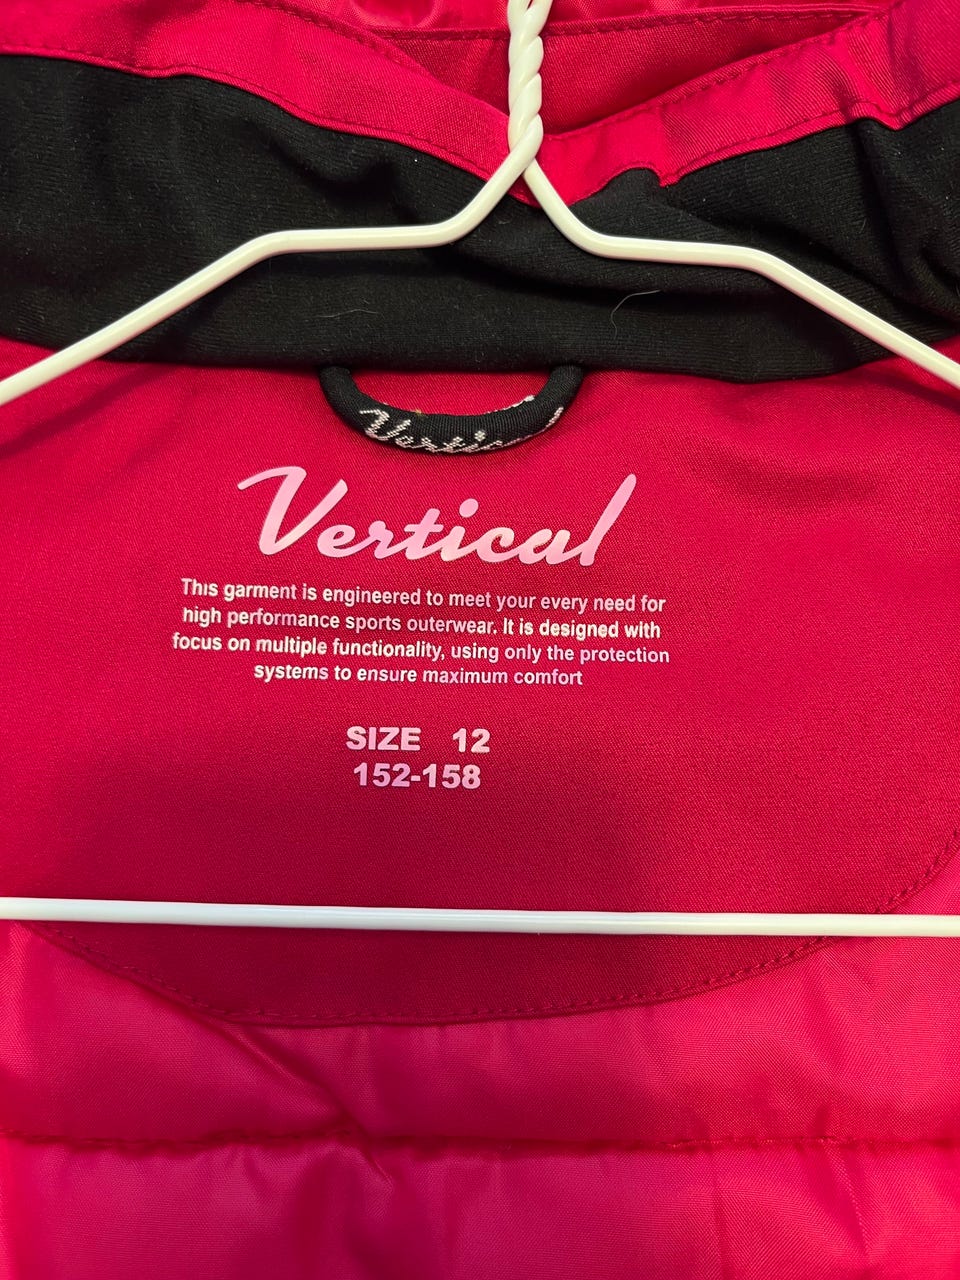 Vertical
Vertical
This garment is engineered to meet your every need for
high performance sports outerwear. It is designed with
focus on multiple functionality, using only the protection
systems to ensure maximum comfort
SIZE 12
152-158